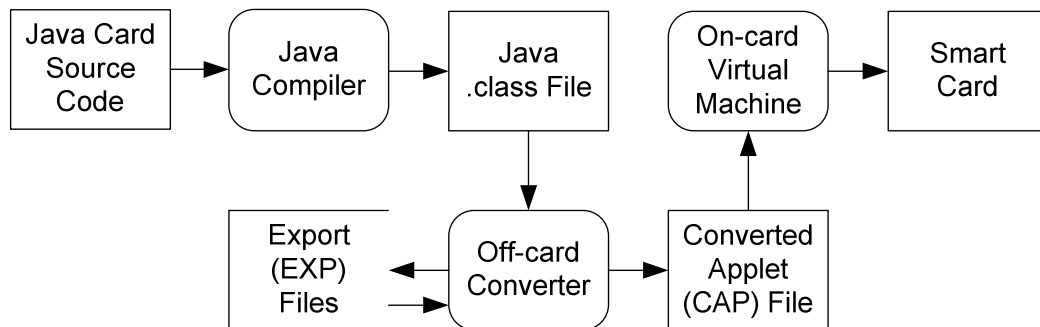 Java Card
Source
Code
Java
Compiler
Java
.class File
On-card
Virtual
Machine
Smart
Card
Export
(EXP)
Files
Off-card
Converter
Converted
Applet
(CAP) File